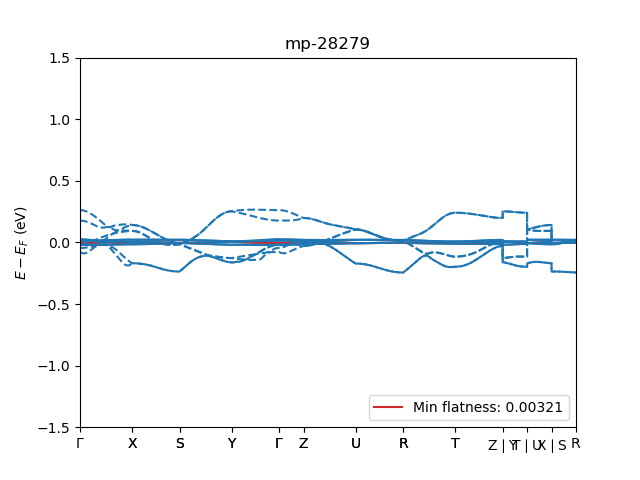 mp-28279
1.5
1.0
0.5
0.0
−0.5
−1.0
−1.5
E − E_F (eV)
Min flatness: 0.00321
Γ X S Y Γ Z U R T Z | Y T | U X | S R